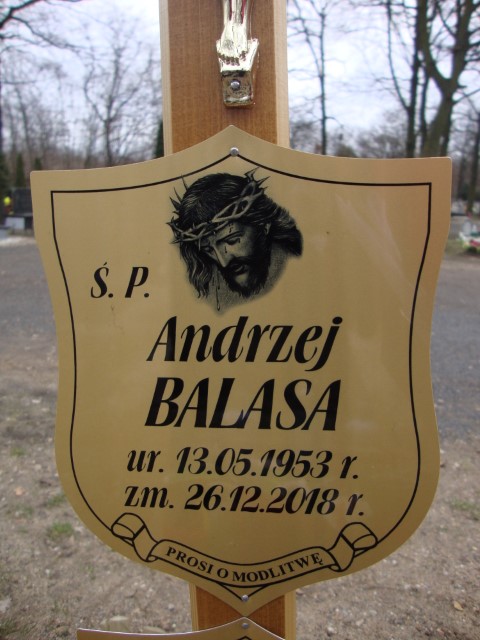 Ś. P.
Andrzej
BALASA
ur. 13.05.1953 r.
zm. 26.12.2018 r.
PROSI O MODLITWĘ